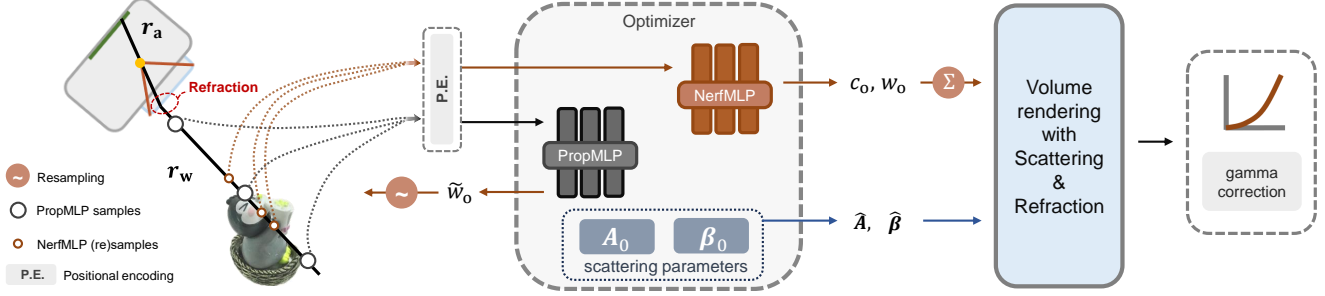 r_a
Refraction
r_w
~ Resampling
PropMLP samples
NerfMLP (re)samples
P.E. Positional encoding
P.E.
Optimizer
NerfMLP
PropMLP
~ w̃_o
A_0 β_0
scattering parameters
c_o, w_o Σ
Â, β̂
Volume
rendering
with
Scattering
&
Refraction
gamma
correction